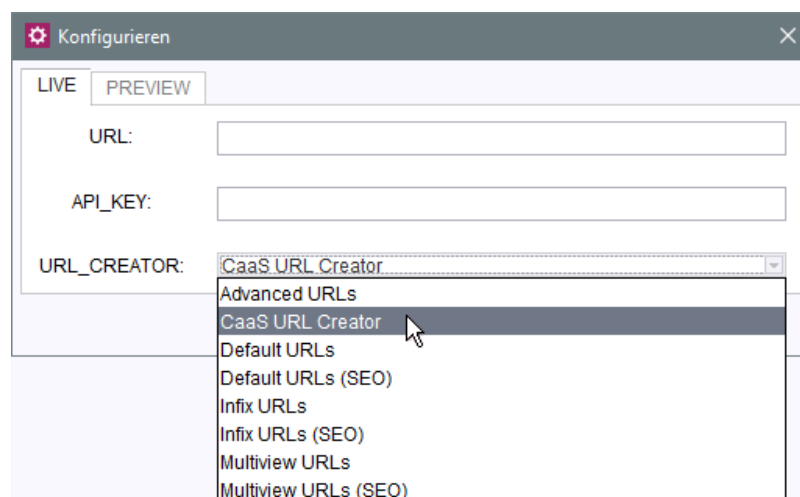 Konfigurieren
LIVE PREVIEW
URL:
API_KEY:
URL_CREATOR: CaaS URL Creator
Advanced URLs
CaaS URL Creator
Default URLs
Default URLs (SEO)
Infix URLs
Infix URLs (SEO)
Multiview URLs
Multiview URLs (SEO)